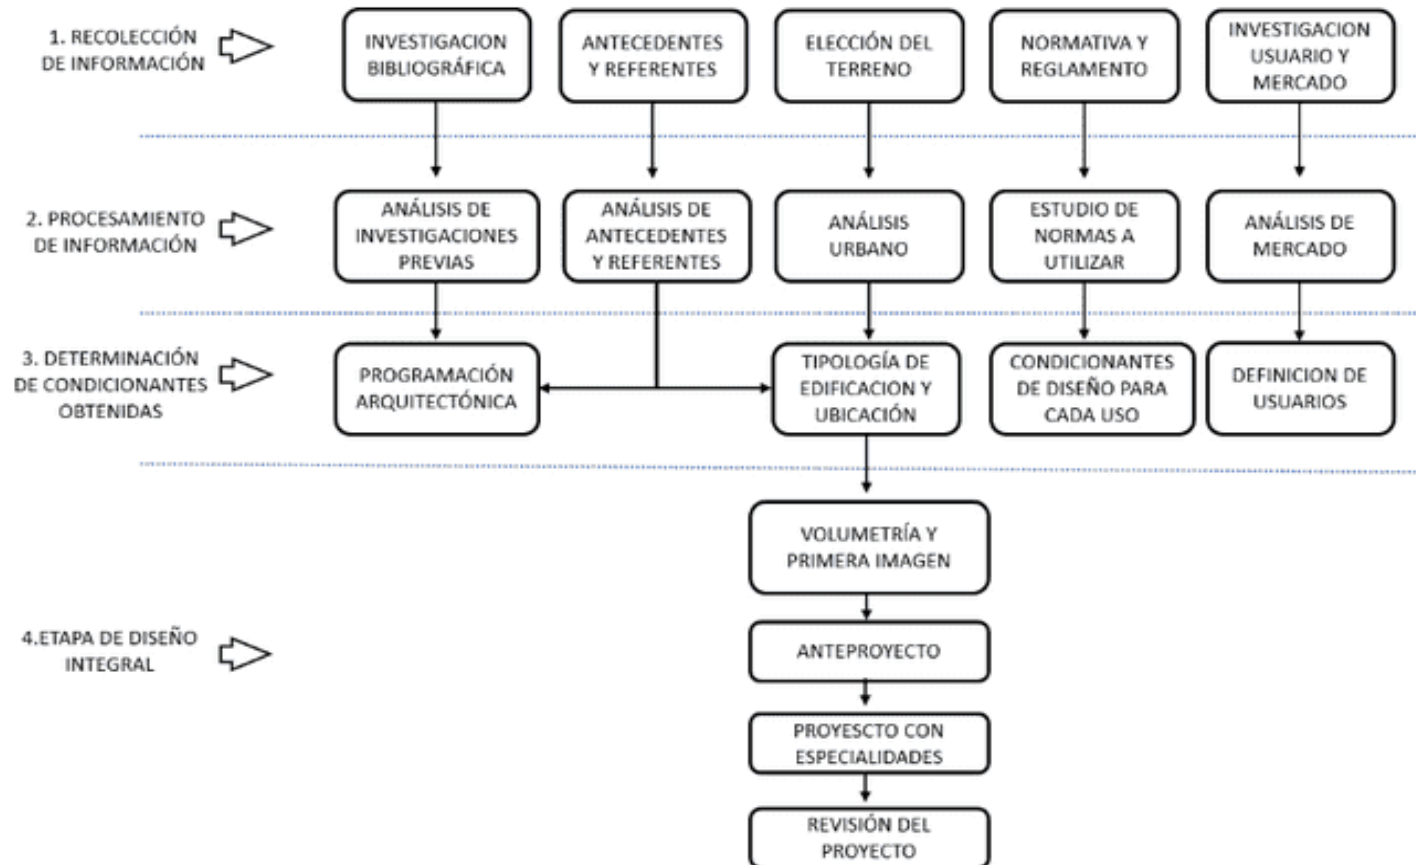 1. RECOLECCIÓN
DE INFORMACIÓN
INVESTIGACION
BIBLIOGRÁFICA
ANTECEDENTES
Y REFERENTES
ELECCIÓN DEL
TERRENO
NORMATIVA Y
REGLAMENTO
INVESTIGACION
USUARIO Y
MERCADO
2. PROCESAMIENTO
DE INFORMACIÓN
ANÁLISIS DE
INVESTIGACIONES
PREVIAS
ANÁLISIS DE
ANTECEDENTES
Y REFERENTES
ANÁLISIS
URBANO
ESTUDIO DE
NORMAS A
UTILIZAR
ANÁLISIS DE
MERCADO
3. DETERMINACIÓN
DE CONDICIONANTES
OBTENIDAS
PROGRAMACIÓN
ARQUITECTÓNICA
TIPOLOGÍA DE
EDIFICACION Y
UBICACIÓN
CONDICIONANTES
DE DISEÑO PARA
CADA USO
DEFINICION DE
USUARIOS
4.ETAPA DE DISEÑO
INTEGRAL
VOLUMETRÍA Y
PRIMERA IMAGEN
ANTEPROYECTO
PROYESCTO CON
ESPECIALIDADES
REVISIÓN DEL
PROYECTO